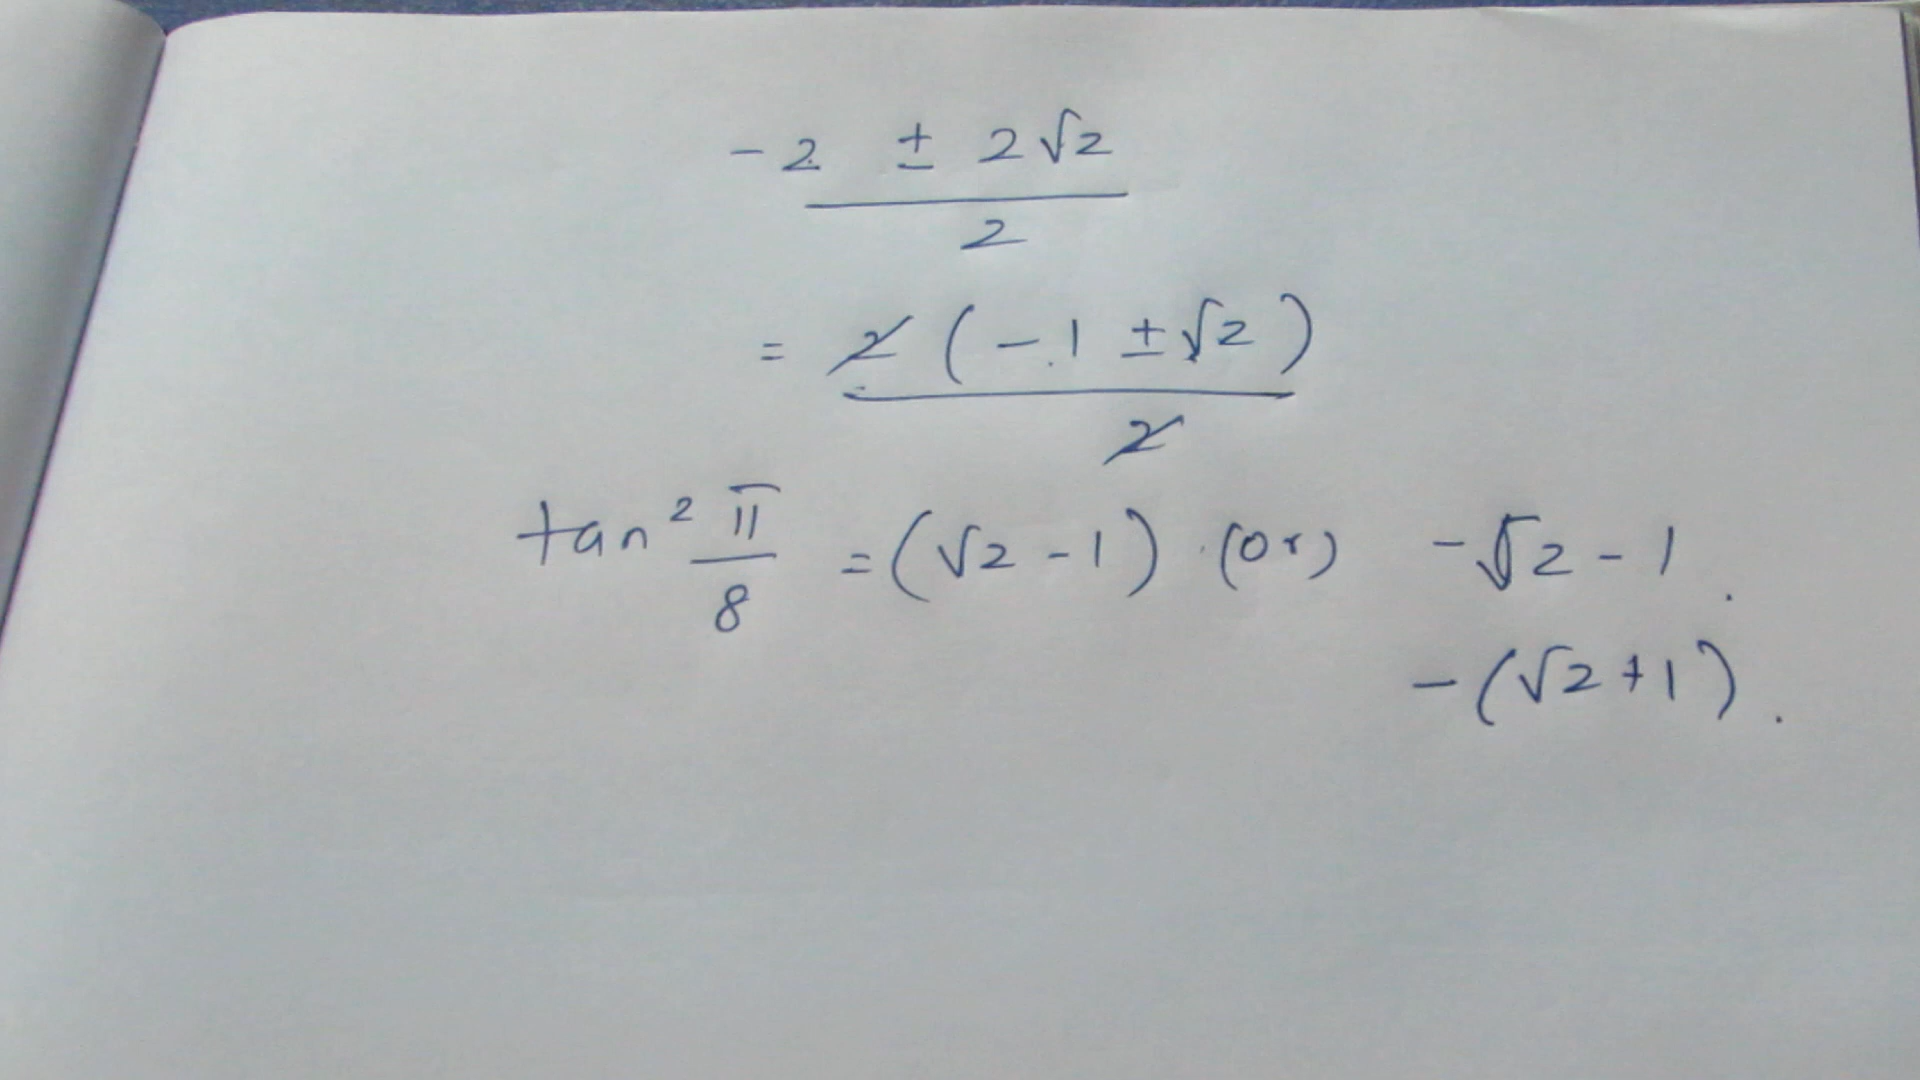 -2 ± 2√2
2
= 2 ( -1 ± √2 )
2
tan² π/8 = (√2 - 1) (or) -√2 - 1.
-(√2 + 1).